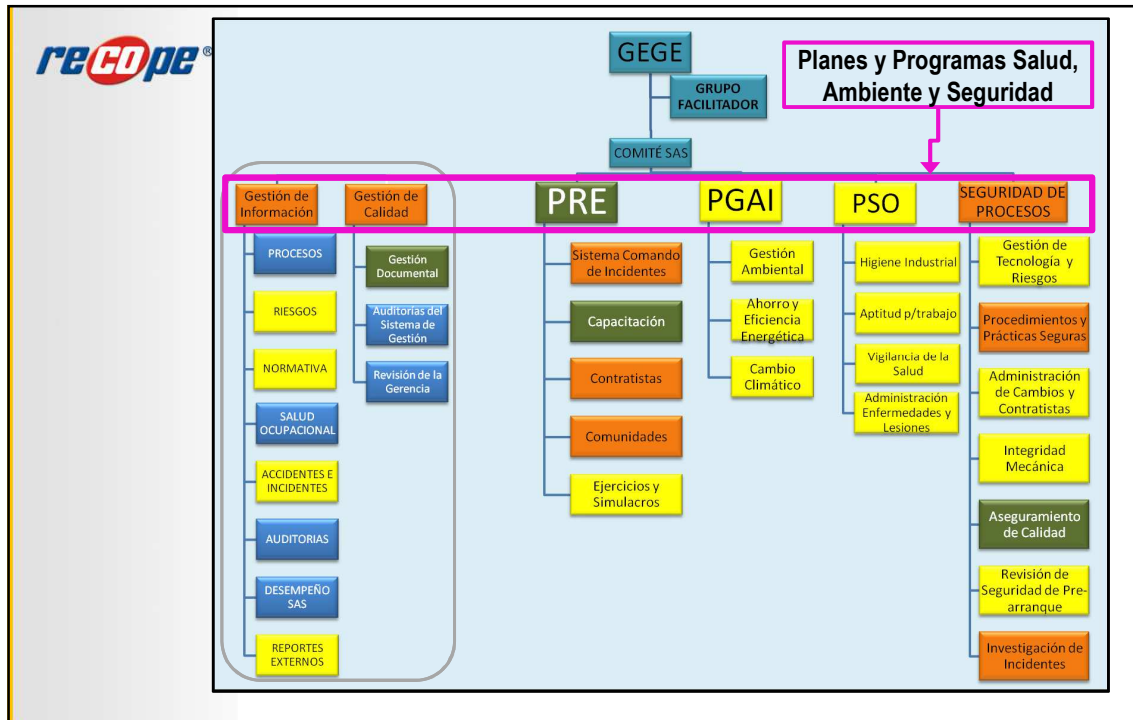 recope®
GEGE
GRUPO
FACILITADOR
COMITÉ SAS
Planes y Programas Salud,
Ambiente y Seguridad
Gestión de
Información
PROCESOS
RIESGOS
NORMATIVA
SALUD
OCUPACIONAL
ACCIDENTES E
INCIDENTES
AUDITORIAS
DESEMPEÑO
SAS
REPORTES
EXTERNOS
Gestión de
Calidad
Gestión
Documental
Auditorías del
Sistema de
Gestión
Revisión de la
Gerencia
PRE
Sistema Comando
de Incidentes
Capacitación
Contratistas
Comunidades
Ejercicios y
Simulacros
PGAI
Gestión
Ambiental
Ahorro y
Eficiencia
Energética
Cambio
Climático
PSO
Higiene Industrial
Aptitud p/trabajo
Vigilancia de la
Salud
Administración
Enfermedades y
Lesiones
SEGURIDAD DE
PROCESOS
Gestión de
Tecnología y
Riesgos
Procedimientos y
Prácticas Seguras
Administración
de Cambios y
Contratistas
Integridad
Mecánica
Aseguramiento
de Calidad
Revisión de
Seguridad de Pre-
arranque
Investigación de
Incidentes